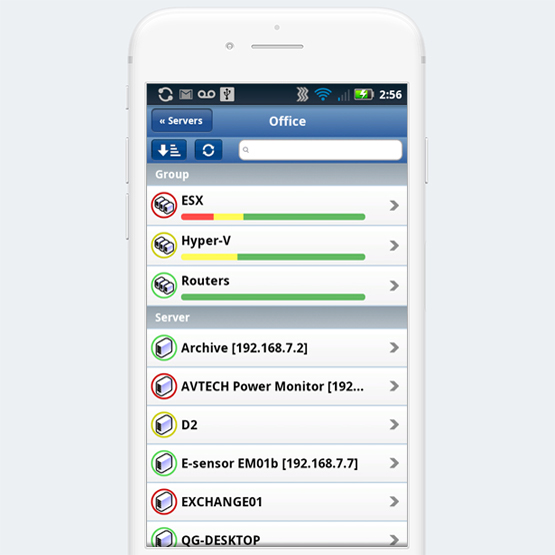 2:56
« Servers
Office
Group
ESX
Hyper-V
Routers
Server
Archive [192.168.7.2]
AVTECH Power Monitor [192...
D2
E-sensor EM01b [192.168.7.7]
EXCHANGE01
QG-DESKTOP